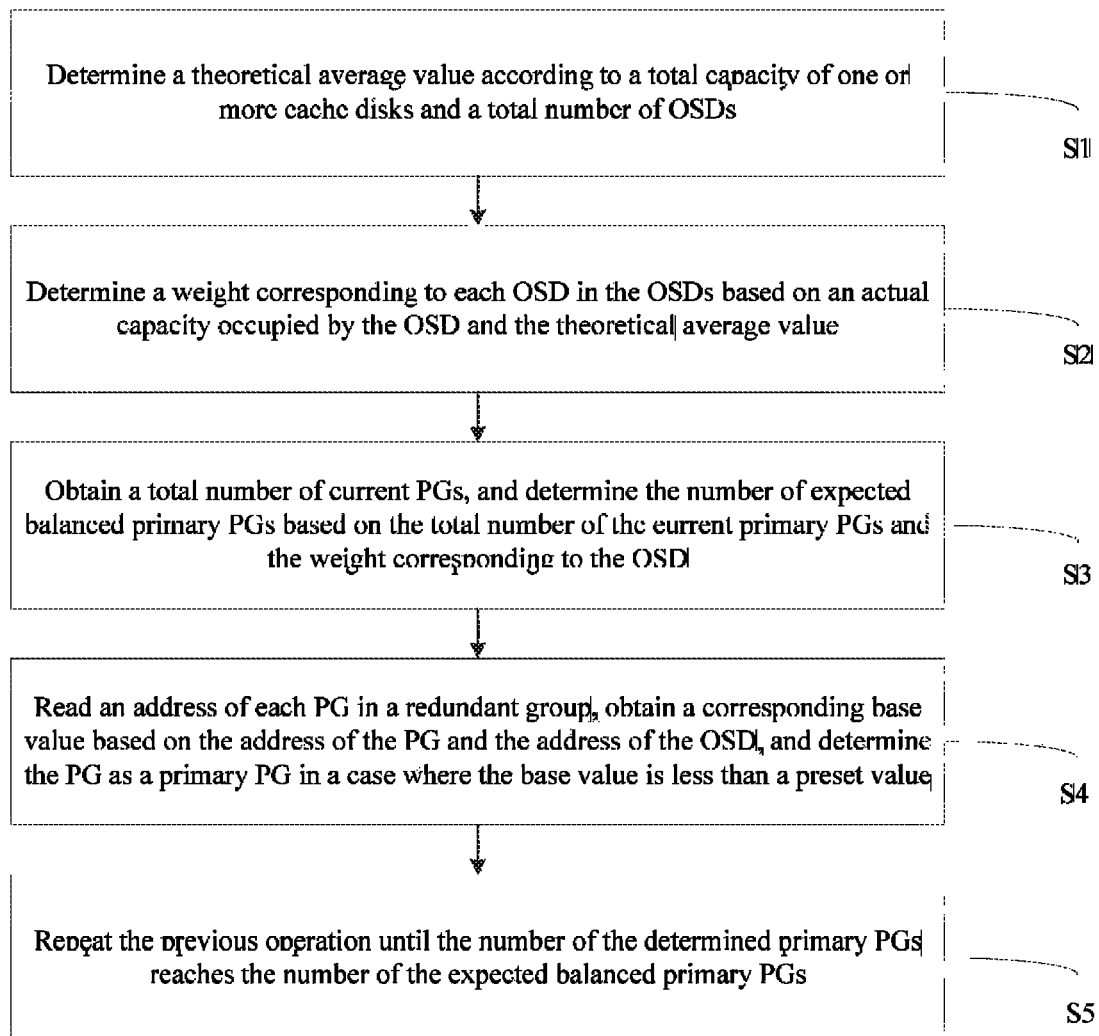 Determine a theoretical average value according to a total capacity of one or
more cache disks and a total number of OSDs
S1
Determine a weight corresponding to each OSD in the OSDs based on an actual
capacity occupied by the OSD and the theoretical average value
S2
Obtain a total number of current PGs, and determine the number of expected
balanced primary PGs based on the total number of the current primary PGs and
the weight corresponding to the OSD
S3
Read an address of each PG in a redundant group, obtain a corresponding base
value based on the address of the PG and the address of the OSD, and determine
the PG as a primary PG in a case where the base value is less than a preset value
S4
Repeat the previous operation until the number of the determined primary PGs
reaches the number of the expected balanced primary PGs
S5